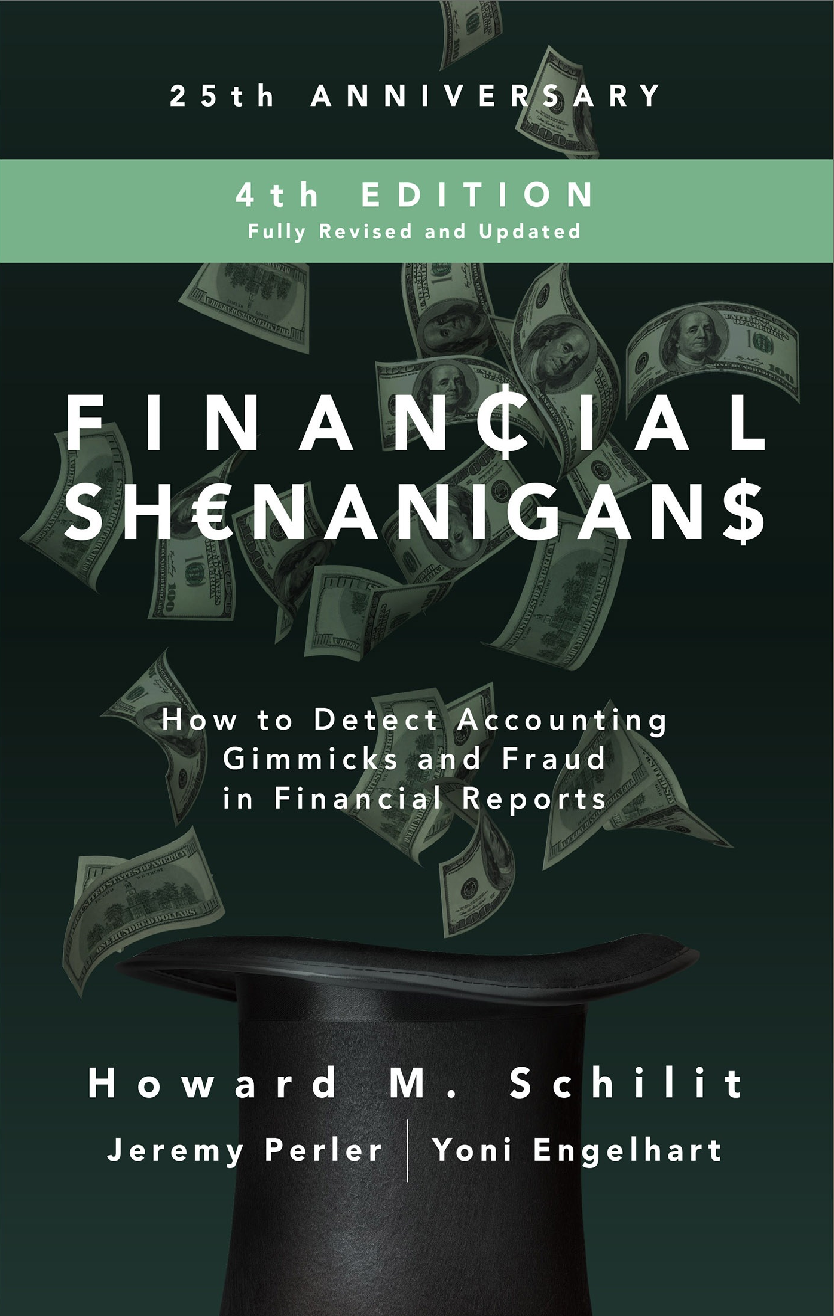 25th ANNIVERSARY
4th EDITION
Fully Revised and Updated
FINAN₵IAL
SH€NANIGAN$
How to Detect Accounting
Gimmicks and Fraud
in Financial Reports
Howard M. Schilit
Jeremy Perler | Yoni Engelhart